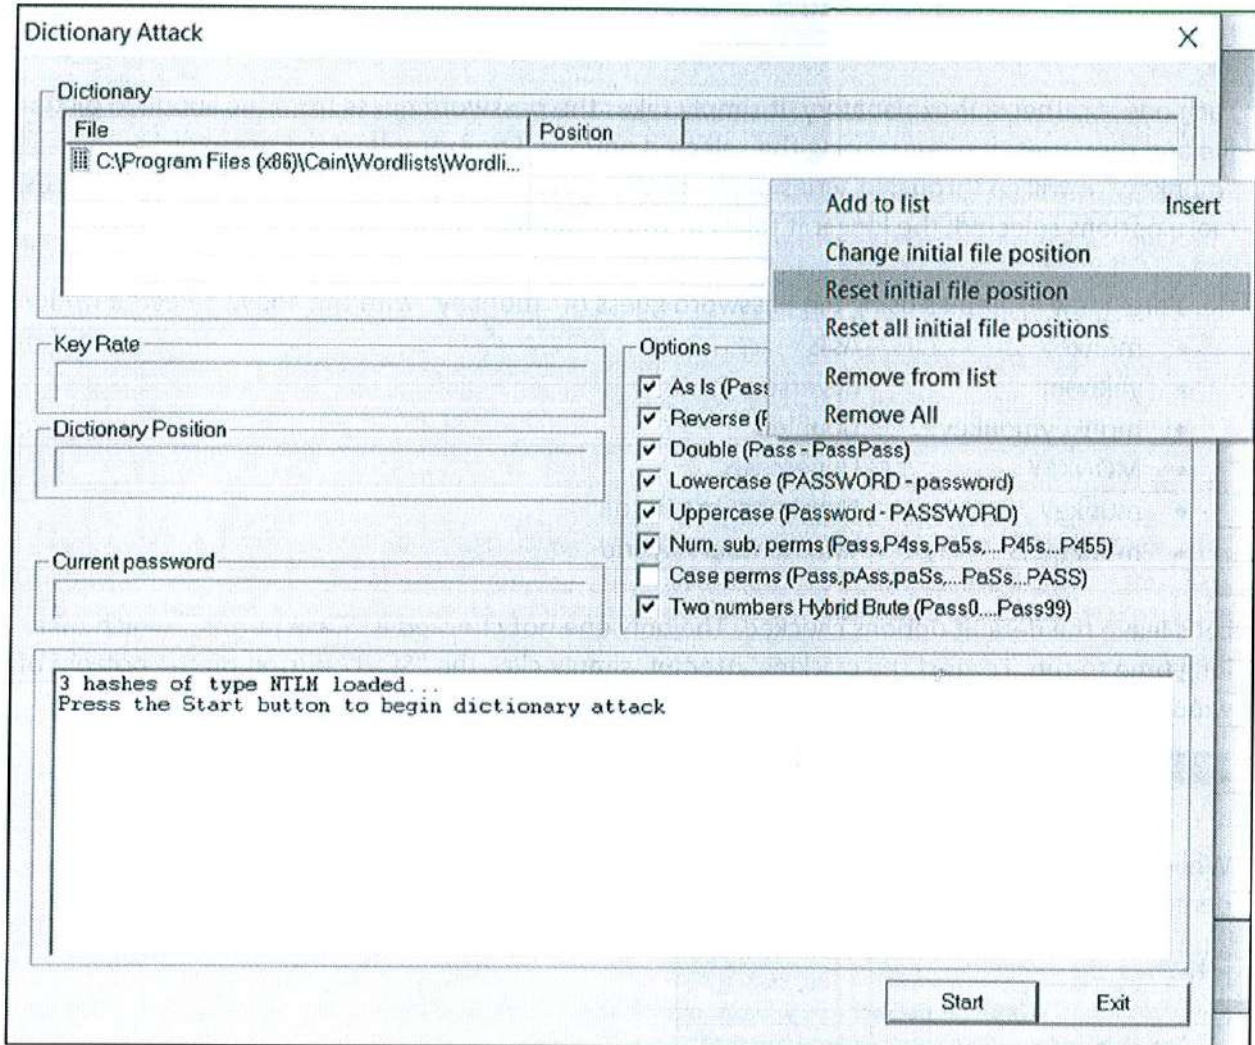 Dictionary Attack
Dictionary
File Position
C:\Program Files (x86)\Cain\Wordlists\Wordli...
Add to list Insert
Change initial file position
Reset initial file position
Reset all initial file positions
Remove from list
Remove All
Key Rate
Dictionary Position
Current password
Options
As Is (Pass
Reverse (
Double (Pass - PassPass)
Lowercase (PASSWORD - password)
Uppercase (Password - PASSWORD)
Num. sub. perms (Pass,P4ss,Pa5s,...P45s...P455)
Case perms (Pass,pAss,paSs,...PaSs...PASS)
Two numbers Hybrid Brute (Pass0....Pass99)
3 hashes of type NTLM loaded...
Press the Start button to begin dictionary attack
Start Exit